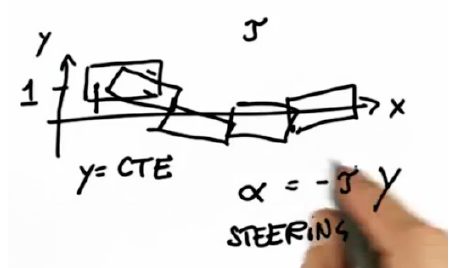 τ
y
1
x
y = CTE
α = - τ y
STEERING